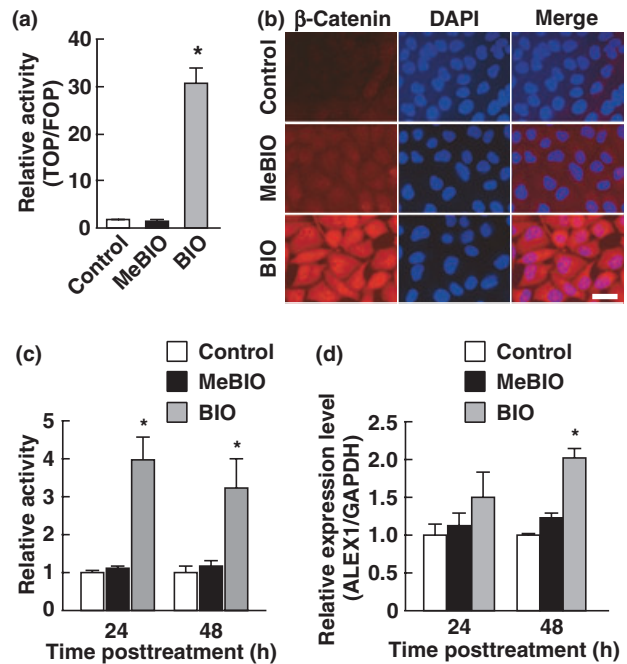 (a)
Relative activity
(TOP/FOP)
40
30
20
10
0
*
Control
MeBIO
BIO
(b)
β-Catenin
DAPI
Merge
Control
MeBIO
BIO
(c)
Control
MeBIO
BIO
Relative activity
5
4
3
2
1
0
*
*
24
48
Time posttreatment (h)
(d)
Control
MeBIO
BIO
Relative expression level
(ALEX1/GAPDH)
2.5
2.0
1.5
1.0
0.5
0
*
24
48
Time posttreatment (h)